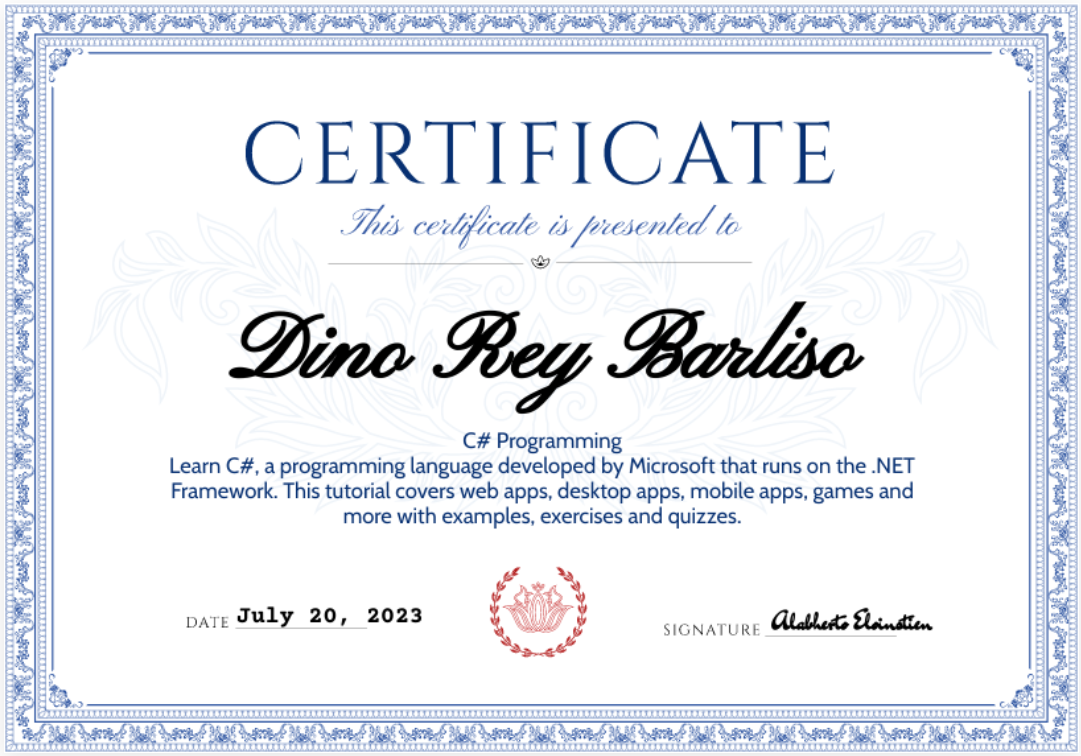 CERTIFICATE
This certificate is presented to
Dino Rey Barliso
C# Programming
Learn C#, a programming language developed by Microsoft that runs on the .NET
Framework. This tutorial covers web apps, desktop apps, mobile apps, games and
more with examples, exercises and quizzes.
DATE July 20, 2023
SIGNATURE Alabherto Eloinstien